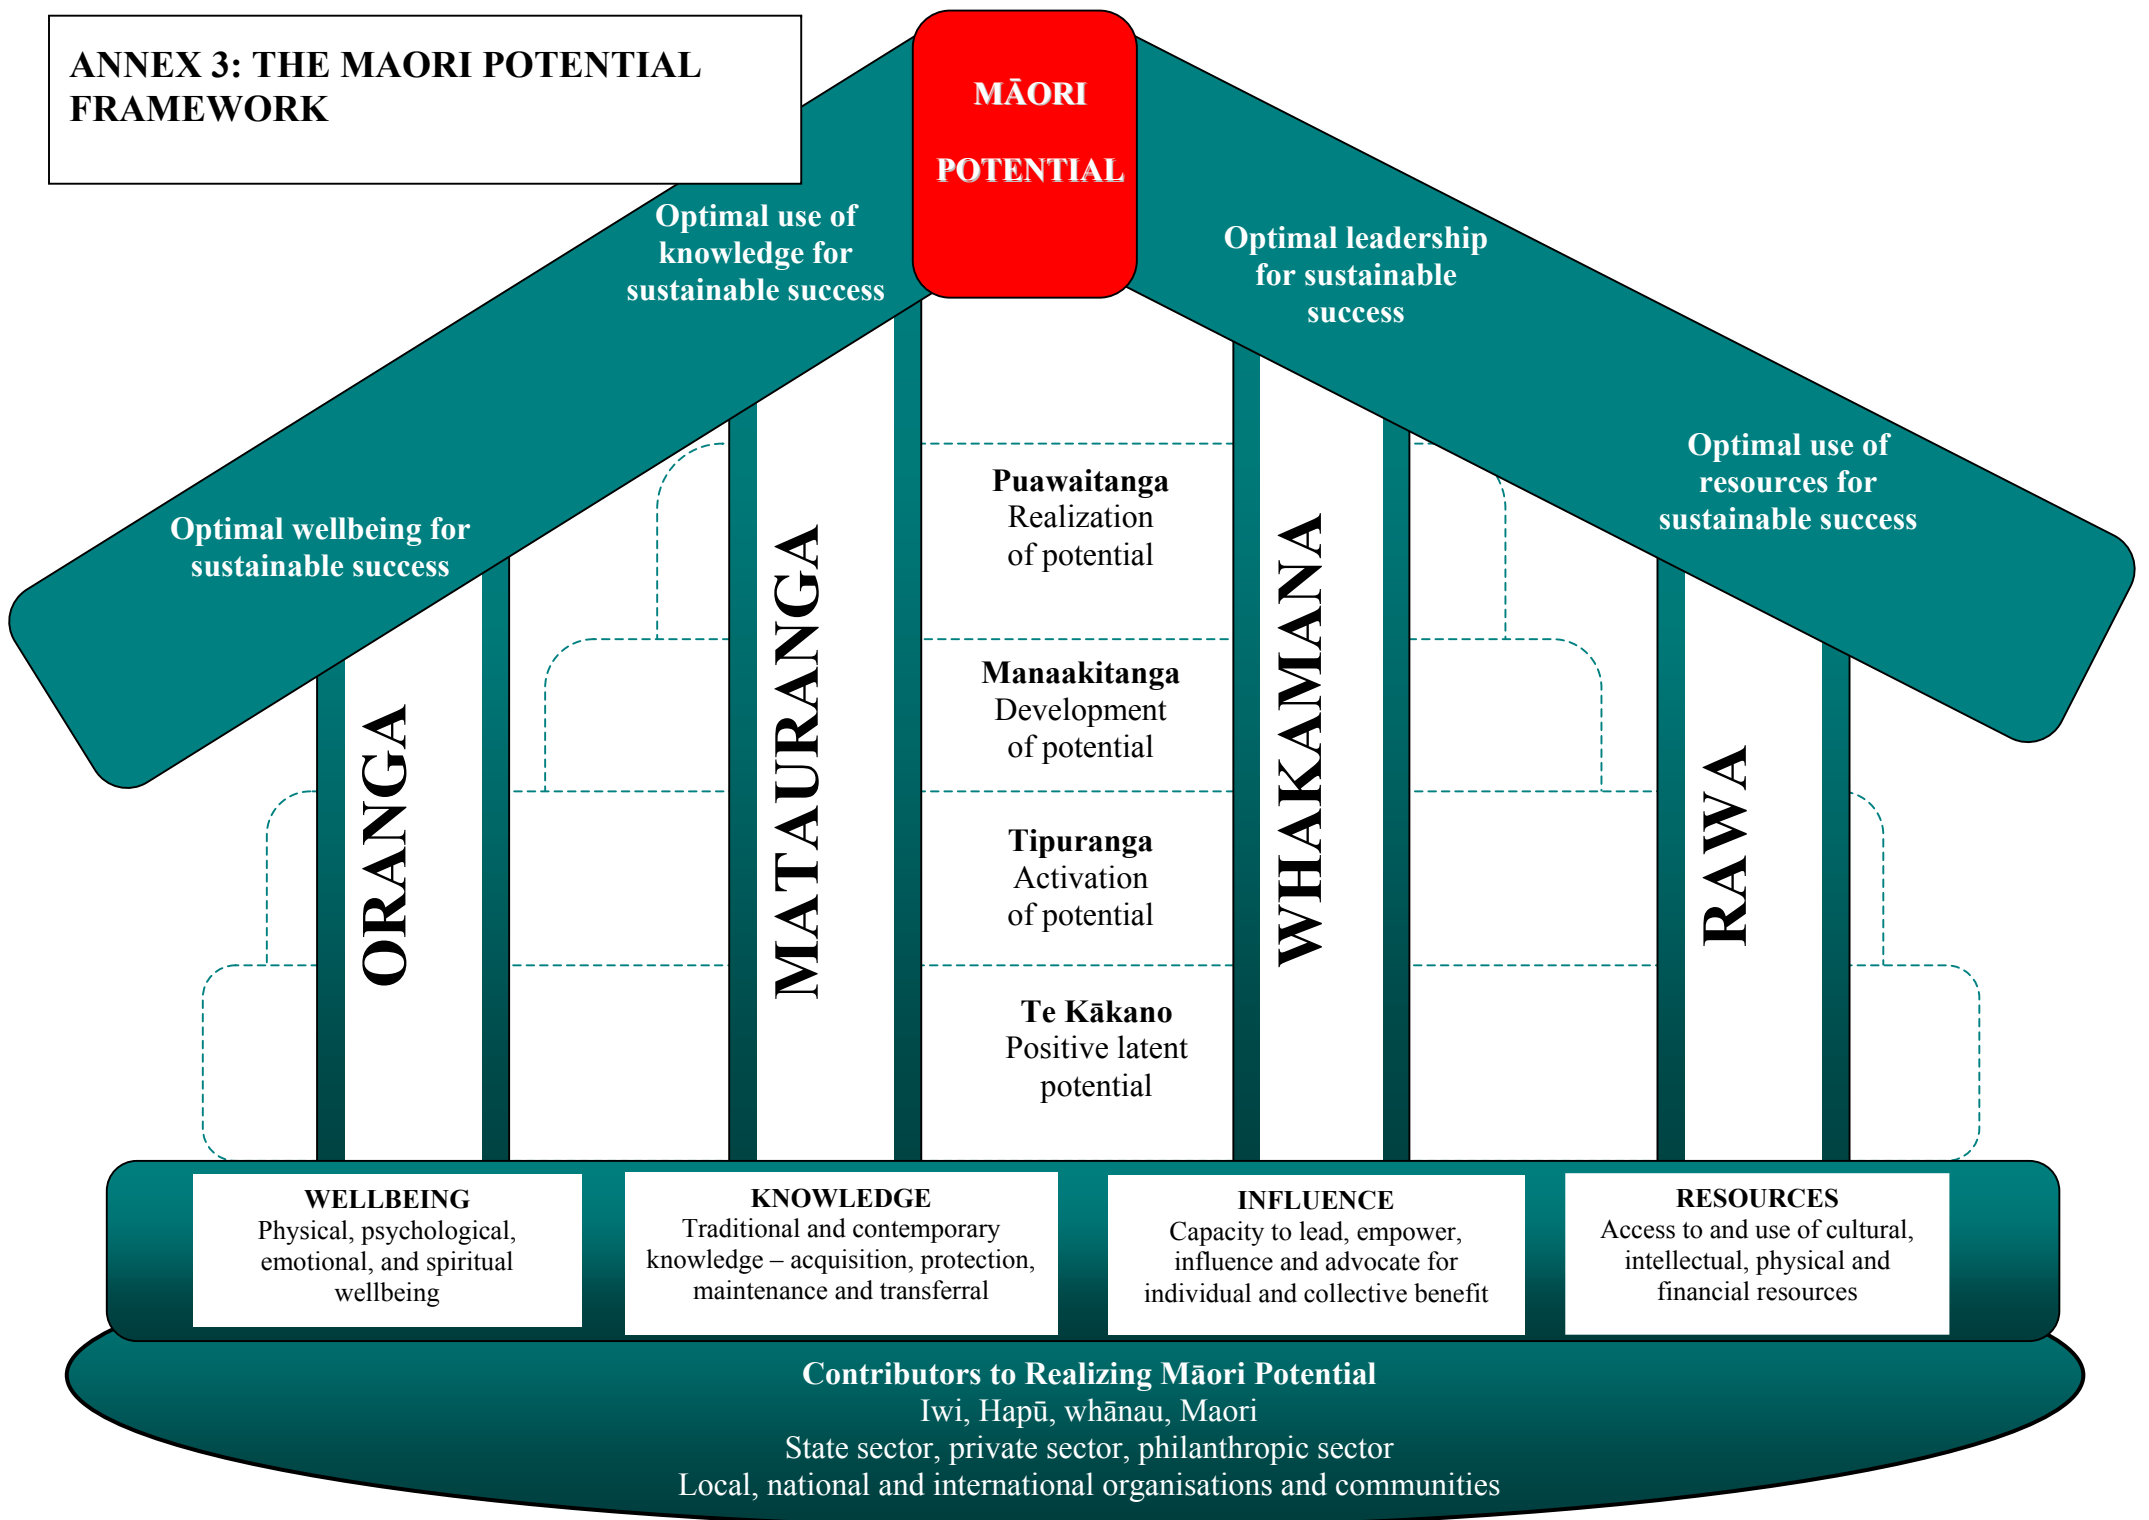 ANNEX 3: THE MAORI POTENTIAL
FRAMEWORK
MĀORI
POTENTIAL
Optimal use of
knowledge for
sustainable success
Optimal leadership
for sustainable
success
Optimal wellbeing for
sustainable success
Optimal use of
resources for
sustainable success
ORANGA
MATAURANGA
WHAKAMANA
RAWA
Puawaitanga
Realization
of potential
Manaakitanga
Development
of potential
Tipuranga
Activation
of potential
Te Kākano
Positive latent
potential
WELLBEING
Physical, psychological,
emotional, and spiritual
wellbeing
KNOWLEDGE
Traditional and contemporary
knowledge – acquisition, protection,
maintenance and transferral
INFLUENCE
Capacity to lead, empower,
influence and advocate for
individual and collective benefit
RESOURCES
Access to and use of cultural,
intellectual, physical and
financial resources
Contributors to Realizing Māori Potential
Iwi, Hapū, whānau, Maori
State sector, private sector, philanthropic sector
Local, national and international organisations and communities